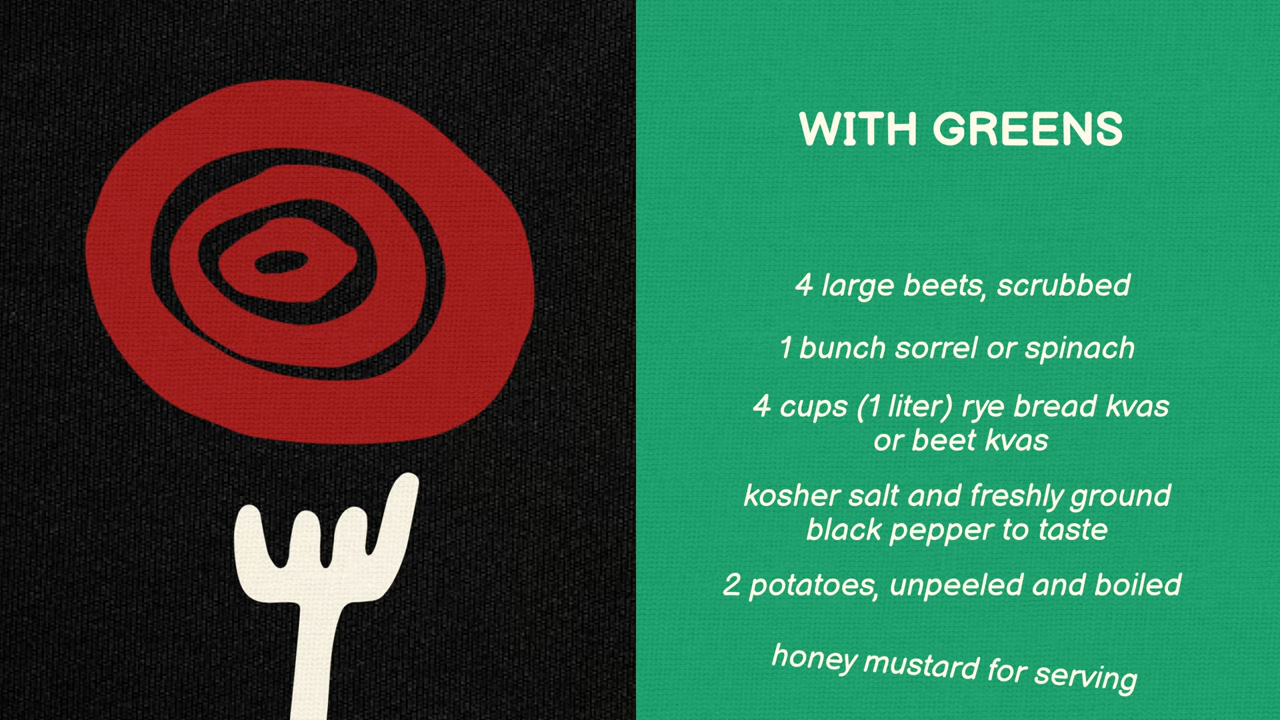 WITH GREENS
4 large beets, scrubbed
1 bunch sorrel or spinach
4 cups (1 liter) rye bread kvas
or beet kvas
kosher salt and freshly ground
black pepper to taste
2 potatoes, unpeeled and boiled
honey mustard for serving